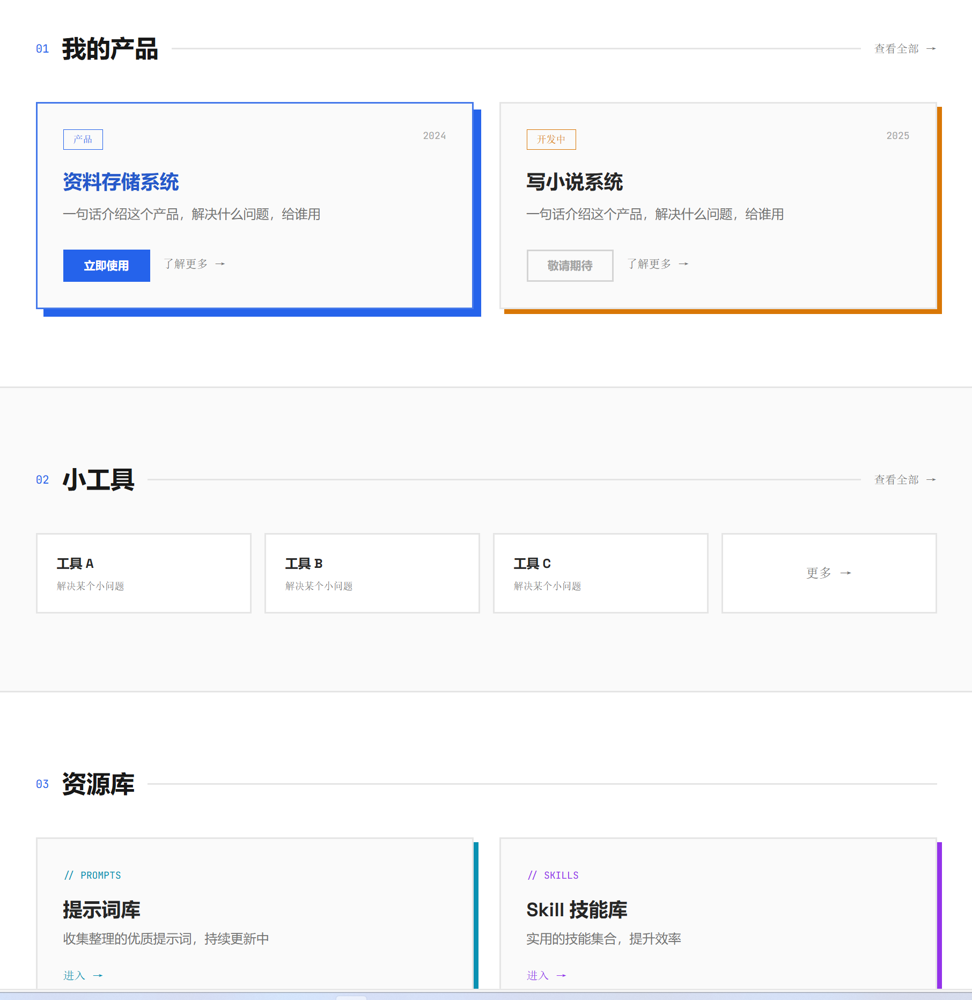 01 我的产品 查看全部 →
产品 2024
资料存储系统
一句话介绍这个产品，解决什么问题，给谁用
立即使用 了解更多 →
开发中 2025
写小说系统
一句话介绍这个产品，解决什么问题，给谁用
敬请期待 了解更多 →
02 小工具 查看全部 →
工具 A
解决某个小问题
工具 B
解决某个小问题
工具 C
解决某个小问题
更多 →
03 资源库
// PROMPTS
提示词库
收集整理的优质提示词，持续更新中
进入 →
// SKILLS
Skill 技能库
实用的技能集合，提升效率
进入 →